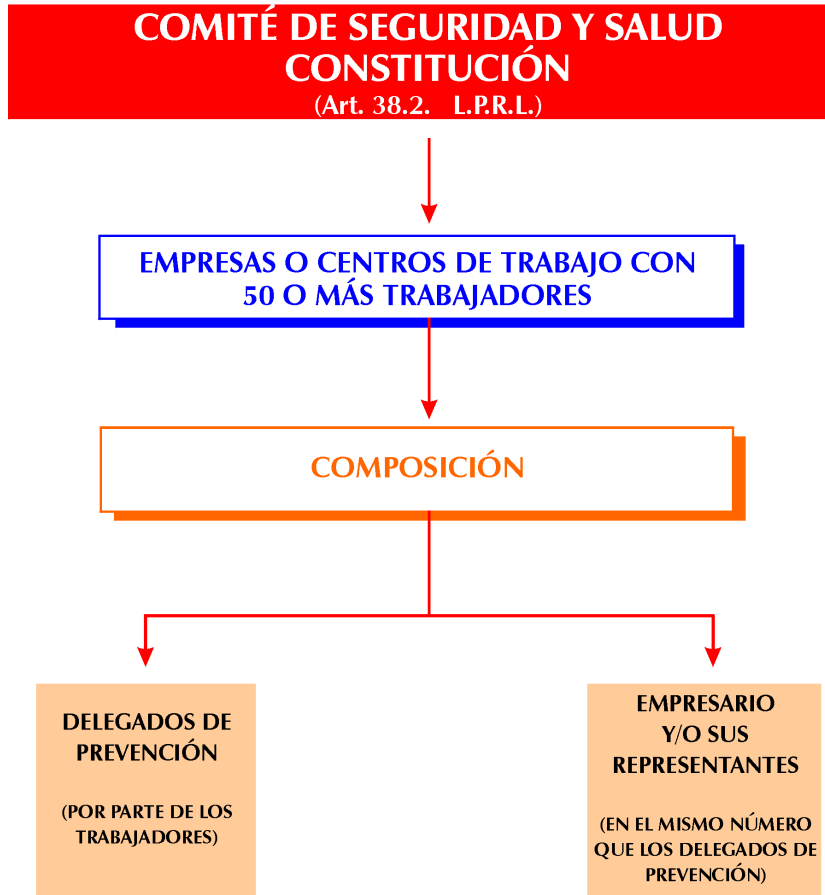 COMITÉ DE SEGURIDAD Y SALUD
CONSTITUCIÓN
(Art. 38.2. L.P.R.L.)
EMPRESAS O CENTROS DE TRABAJO CON
50 O MÁS TRABAJADORES
COMPOSICIÓN
DELEGADOS DE
PREVENCIÓN
(POR PARTE DE LOS
TRABAJADORES)
EMPRESARIO
Y/O SUS
REPRESENTANTES
(EN EL MISMO NÚMERO
QUE LOS DELEGADOS DE
PREVENCIÓN)